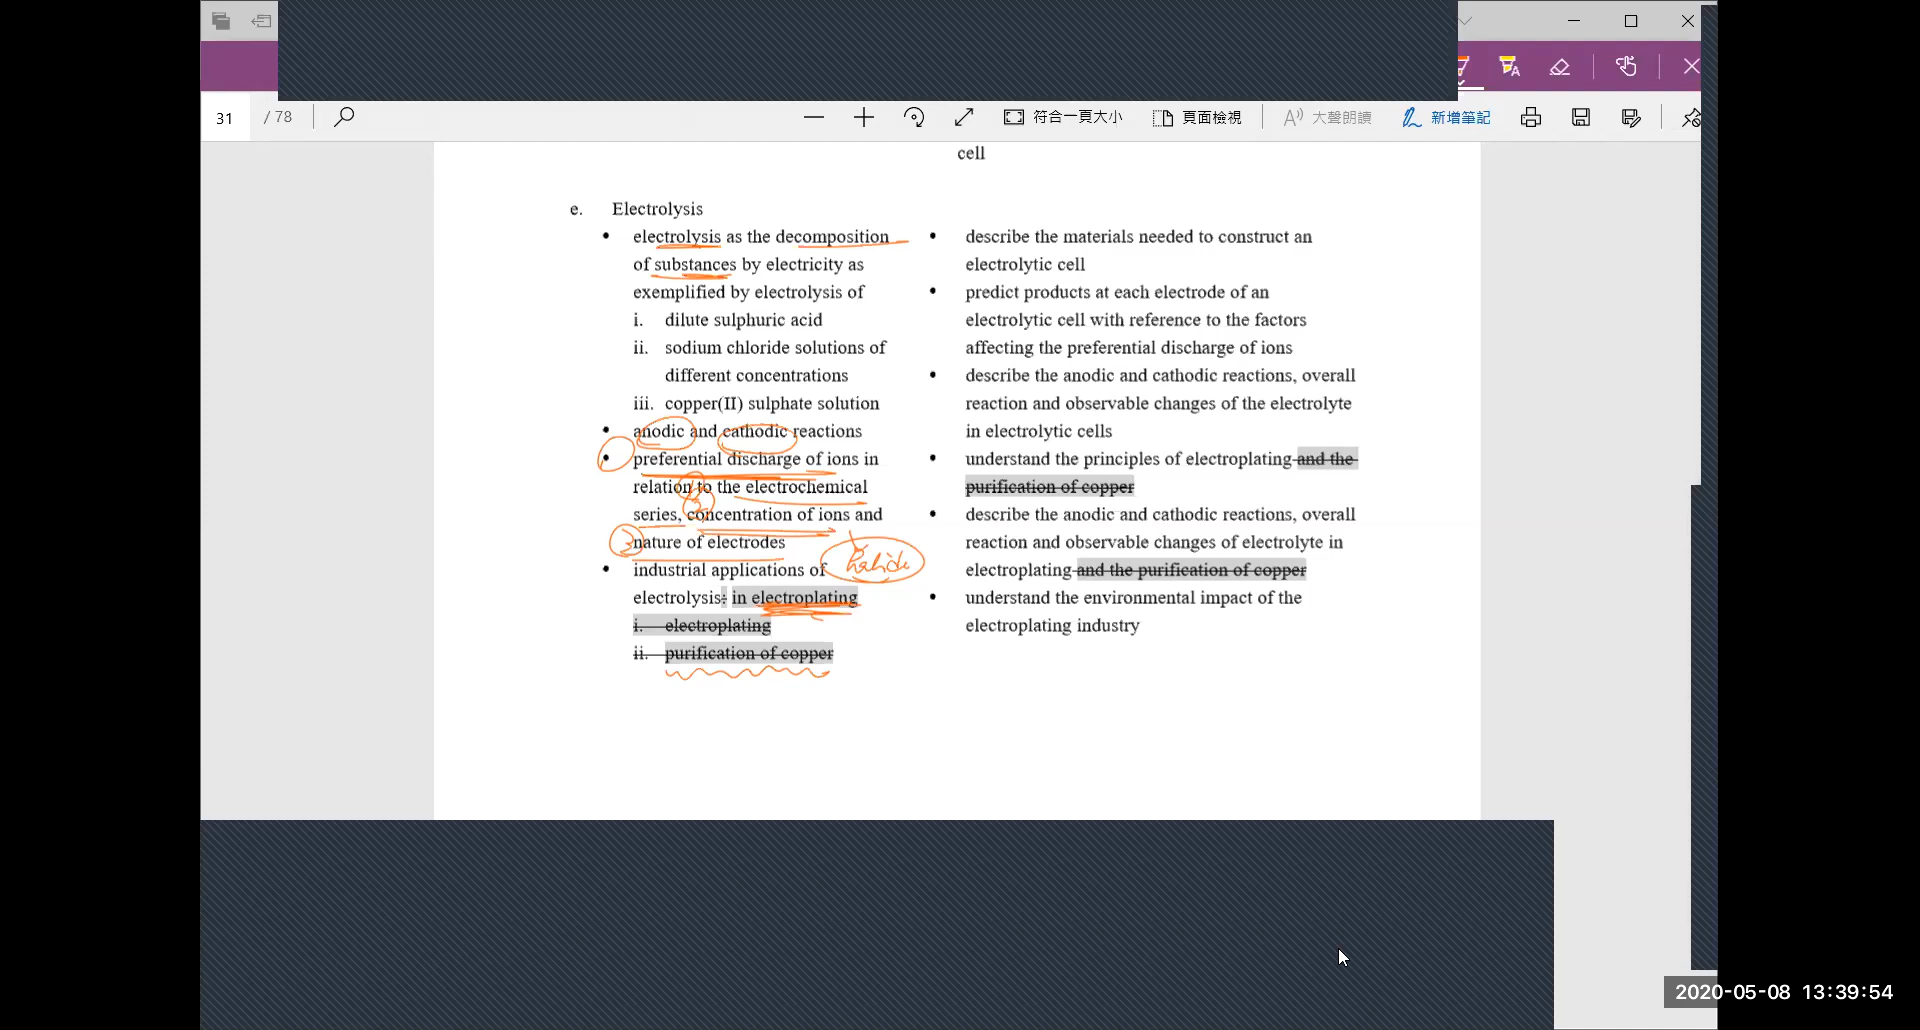 31 / 78 符合一頁大小 頁面檢視 大聲朗讀 新增筆記
cell
e. Electrolysis
• electrolysis as the decomposition
of substances by electricity as
exemplified by electrolysis of
i. dilute sulphuric acid
ii. sodium chloride solutions of
different concentrations
iii. copper(II) sulphate solution
• anodic and cathodic reactions
• preferential discharge of ions in
relation to the electrochemical
series, concentration of ions and
nature of electrodes
halide
• industrial applications of
electrolysis: in electroplating
i. electroplating
ii. purification of copper
• describe the materials needed to construct an
electrolytic cell
• predict products at each electrode of an
electrolytic cell with reference to the factors
affecting the preferential discharge of ions
• describe the anodic and cathodic reactions, overall
reaction and observable changes of the electrolyte
in electrolytic cells
• understand the principles of electroplating and the
purification of copper
• describe the anodic and cathodic reactions, overall
reaction and observable changes of electrolyte in
electroplating and the purification of copper
• understand the environmental impact of the
electroplating industry
2020-05-08 13:39:54